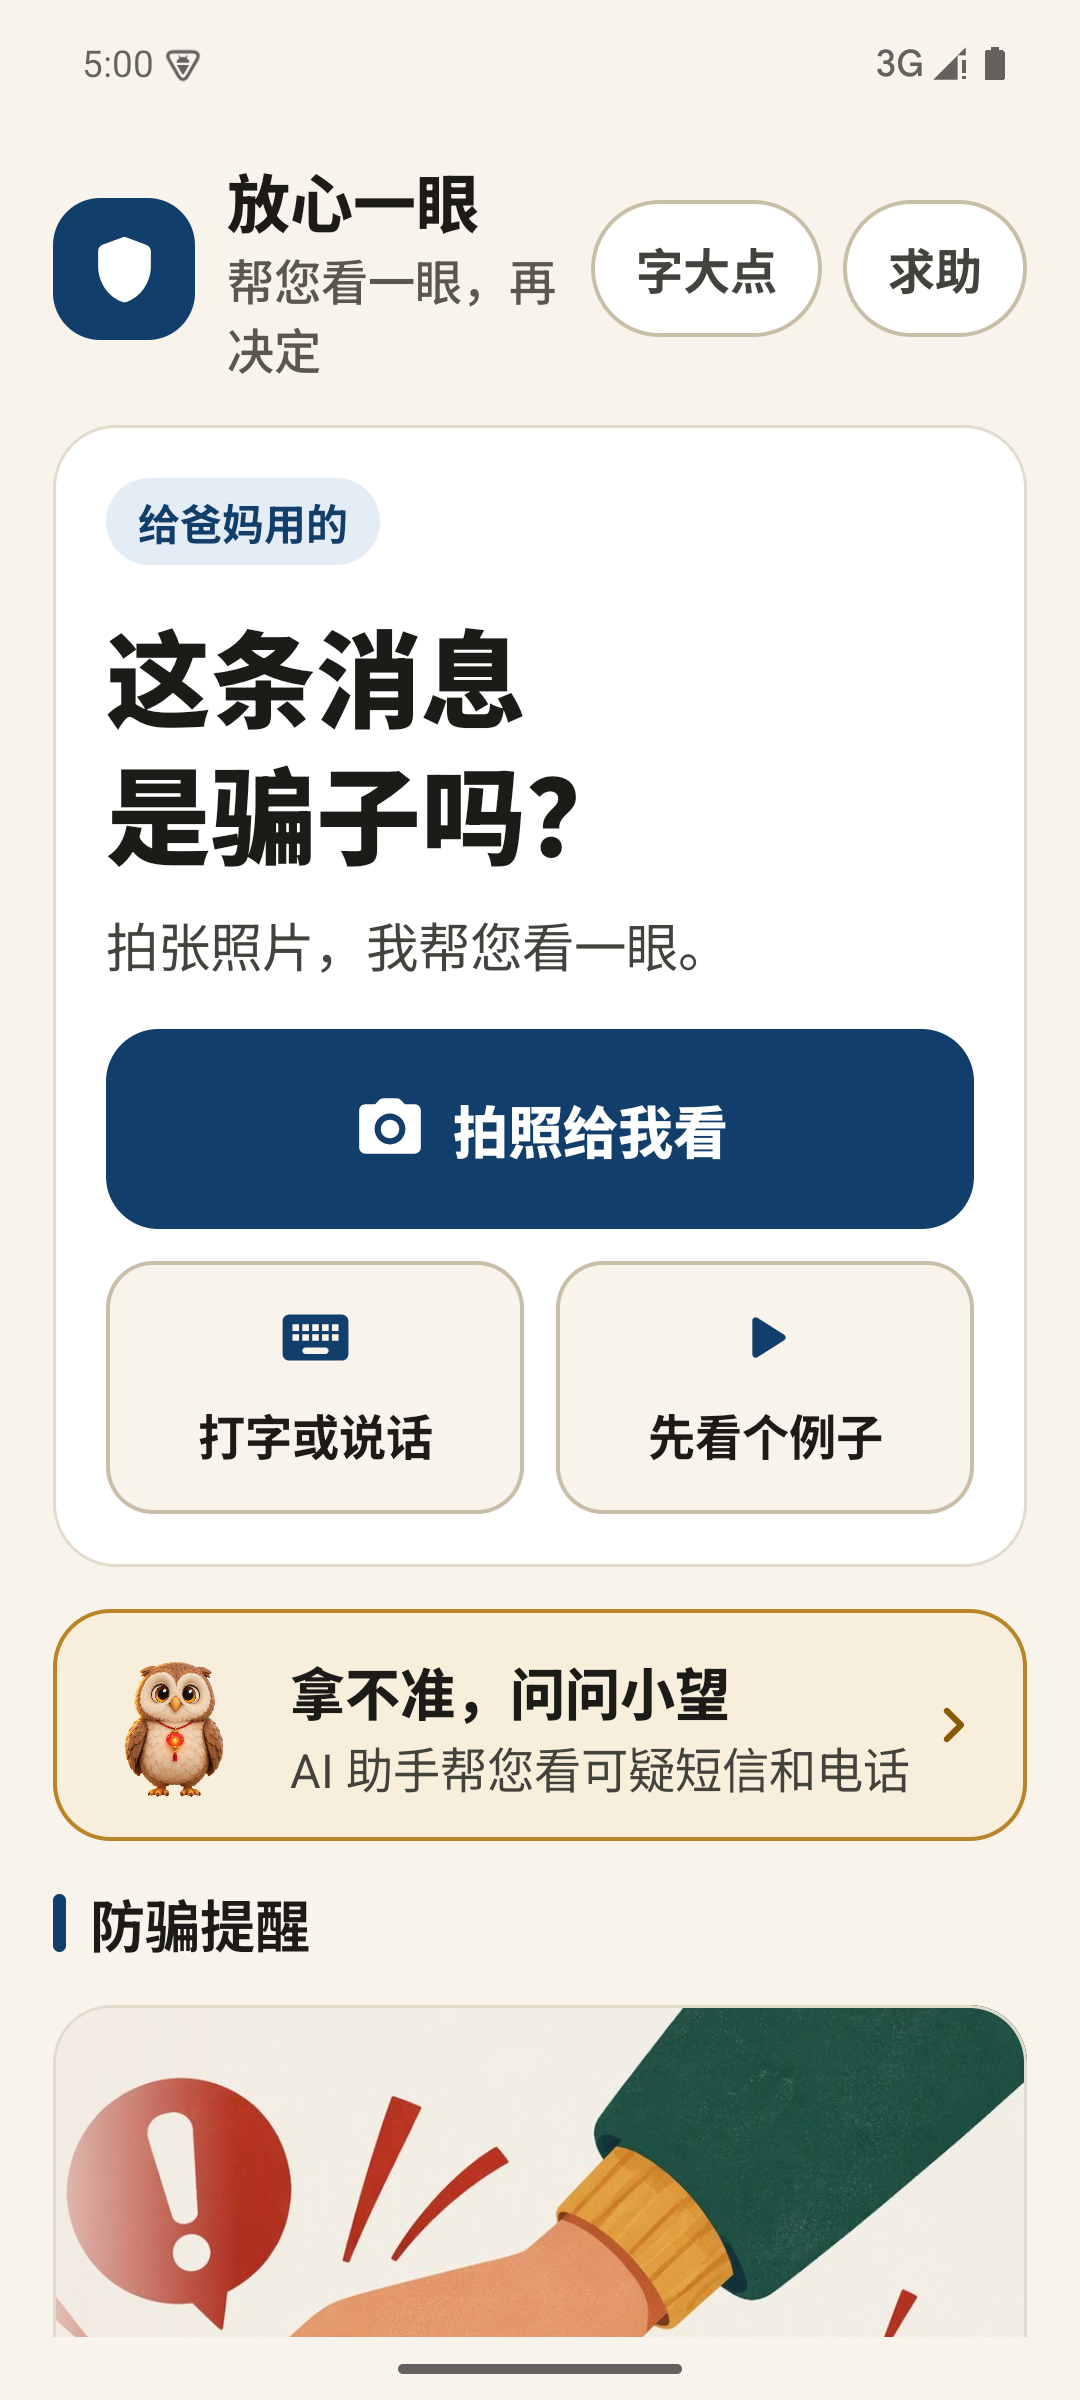 5:00
3G
放心一眼
帮您看一眼，再
决定
字大点
求助
给爸妈用的
这条消息
是骗子吗？
拍张照片，我帮您看一眼。
拍照给我看
打字或说话
先看个例子
拿不准，问问小望
AI 助手帮您看可疑短信和电话
防骗提醒